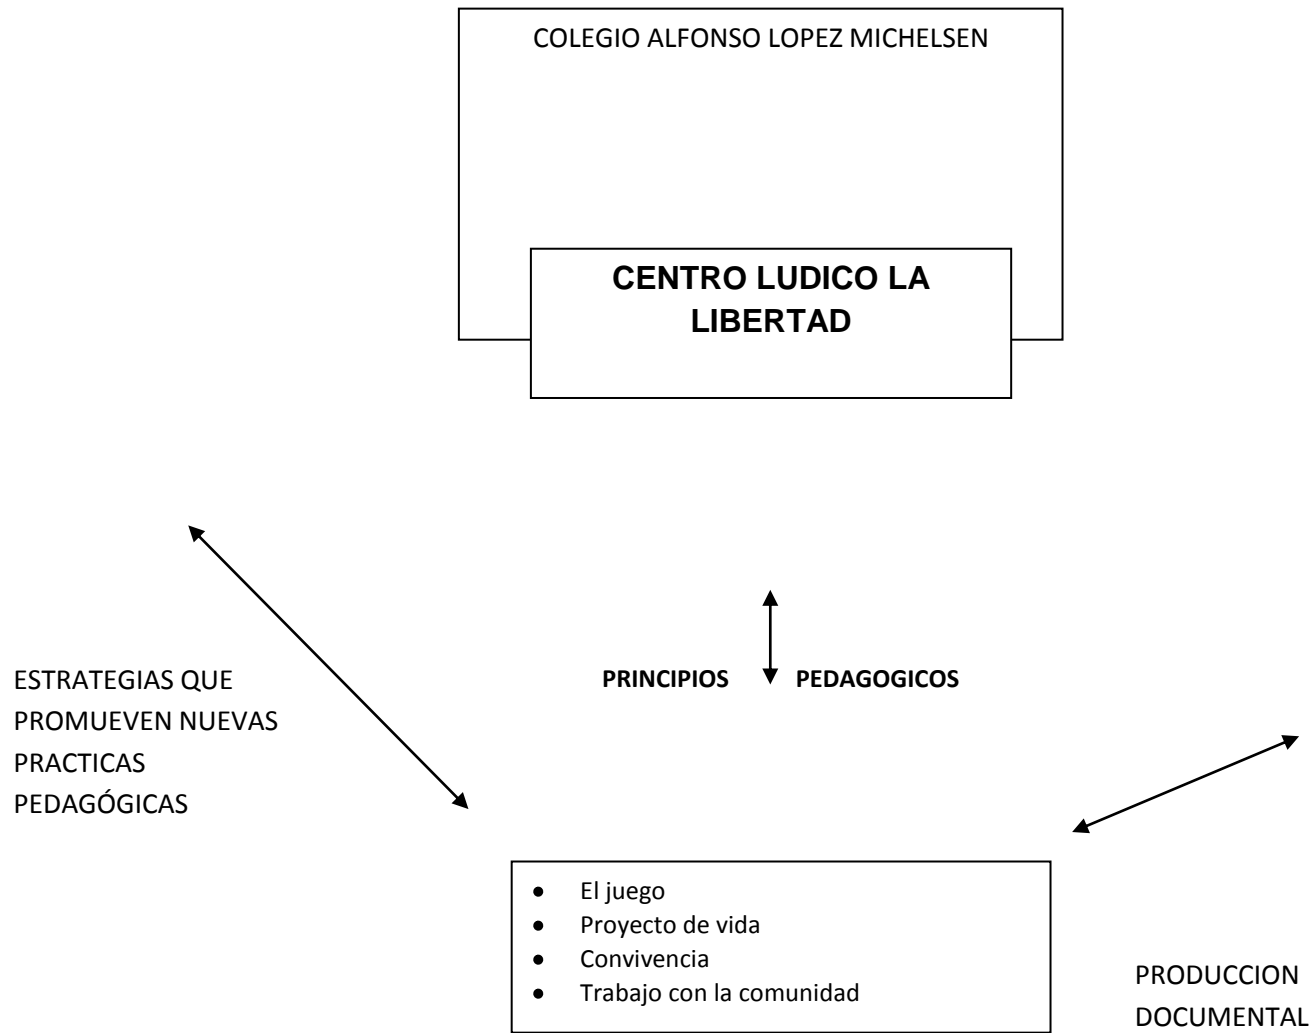 COLEGIO ALFONSO LOPEZ MICHELSEN
CENTRO LUDICO LA
LIBERTAD
ESTRATEGIAS QUE
PROMUEVEN NUEVAS
PRACTICAS
PEDAGÓGICAS
PRINCIPIOS PEDAGOGICOS
• El juego
• Proyecto de vida
• Convivencia
• Trabajo con la comunidad
PRODUCCION
DOCUMENTAL